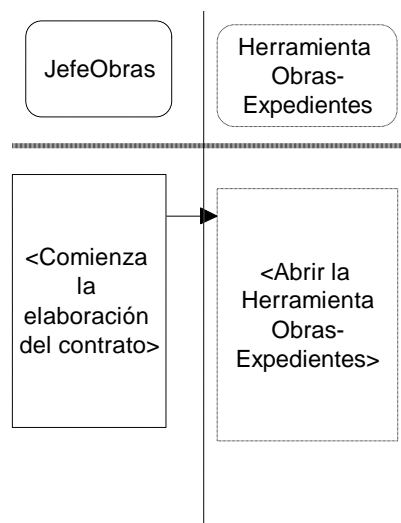 JefeObras
Herramienta
Obras-
Expedientes
<Comienza
la
elaboración
del contrato>
<Abrir la
Herramienta
Obras-
Expedientes>